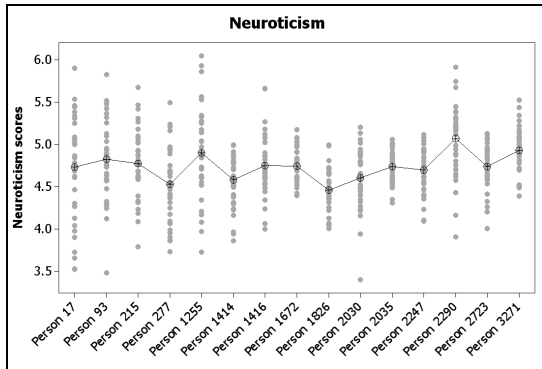 Neuroticism
Neuroticism scores
6.0
5.5
5.0
4.5
4.0
3.5
Person 17
Person 93
Person 215
Person 277
Person 1255
Person 1414
Person 1416
Person 1672
Person 1826
Person 2030
Person 2035
Person 2247
Person 2290
Person 2723
Person 3271